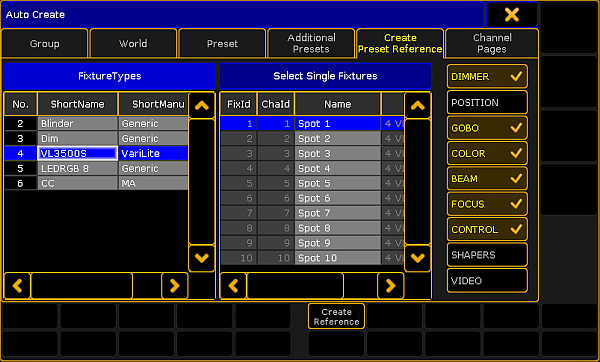 Auto Create
Group World Preset Additional Presets Create Preset Reference Channel Pages
FixtureTypes
No. ShortName ShortManu
2 Blinder Generic
3 Dim Generic
4 VL3500S VariLite
5 LEDRGB 8 Generic
6 CC MA
Select Single Fixtures
FixId ChaId Name
1 1 Spot 1 4 V
2 2 Spot 2 4 V
3 3 Spot 3 4 V
4 4 Spot 4 4 V
5 5 Spot 5 4 V
6 6 Spot 6 4 V
7 7 Spot 7 4 V
8 8 Spot 8 4 V
9 9 Spot 9 4 V
10 10 Spot 10 4 V
DIMMER
POSITION
GOBO
COLOR
BEAM
FOCUS
CONTROL
SHAPERS
VIDEO
Create
Reference